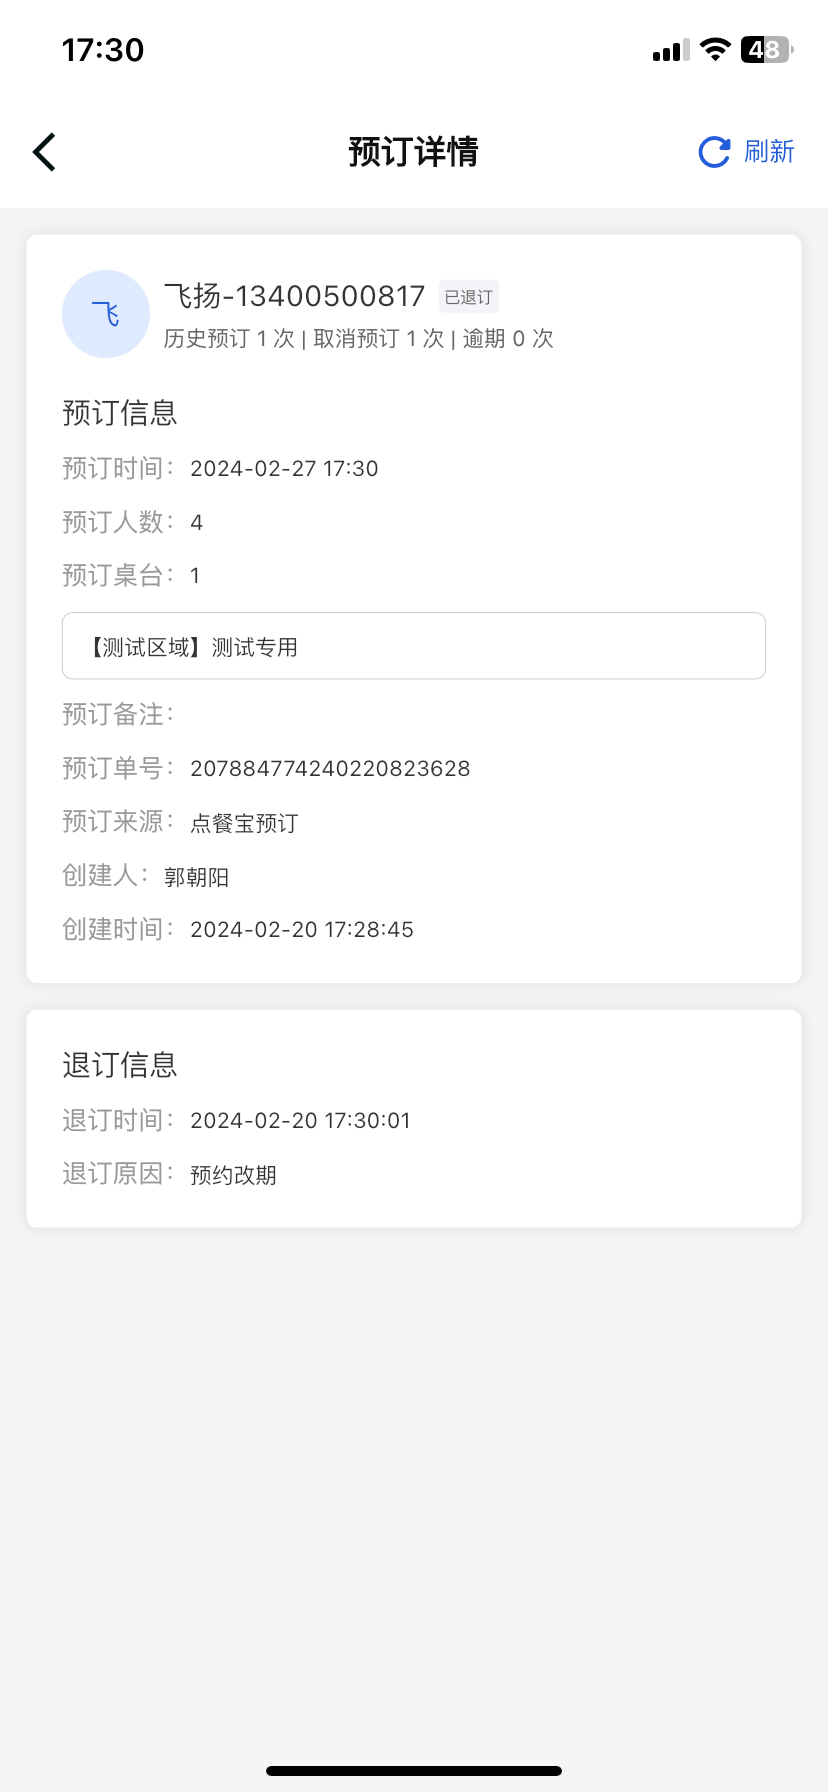 17:30
48
预订详情
刷新
飞
飞扬-13400500817 已退订
历史预订 1 次 | 取消预订 1 次 | 逾期 0 次
预订信息
预订时间： 2024-02-27 17:30
预订人数： 4
预订桌台： 1
【测试区域】测试专用
预订备注：
预订单号： 207884774240220823628
预订来源： 点餐宝预订
创建人： 郭朝阳
创建时间： 2024-02-20 17:28:45
退订信息
退订时间： 2024-02-20 17:30:01
退订原因： 预约改期